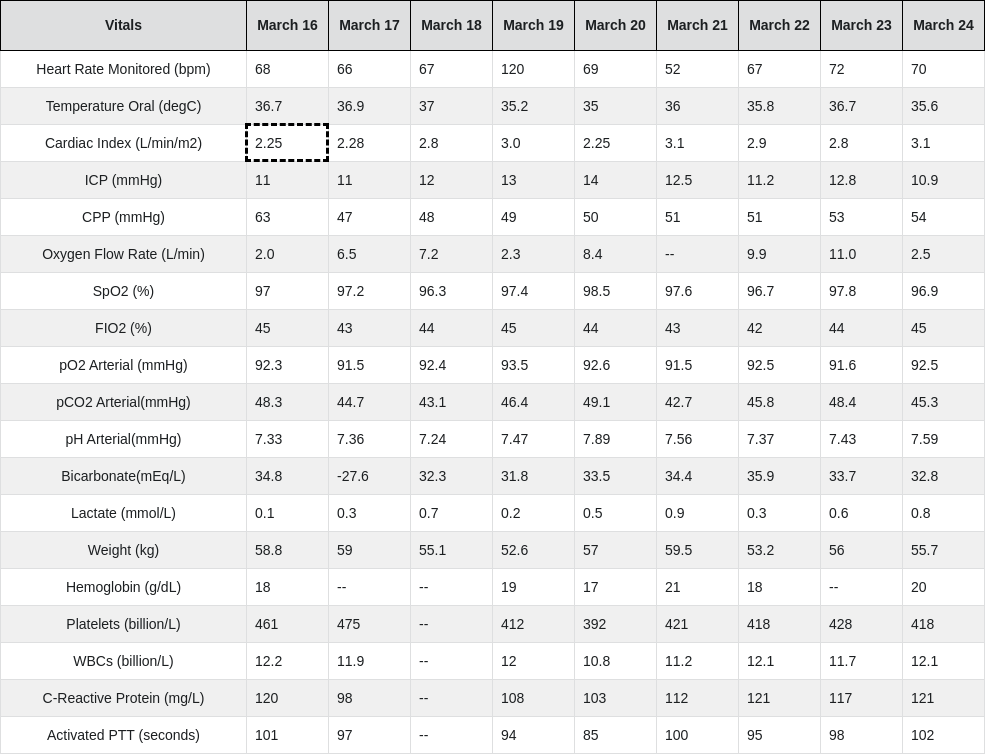 Vitals March 16 March 17 March 18 March 19 March 20 March 21 March 22 March 23 March 24
Heart Rate Monitored (bpm) 68 66 67 120 69 52 67 72 70
Temperature Oral (degC) 36.7 36.9 37 35.2 35 36 35.8 36.7 35.6
Cardiac Index (L/min/m2) 2.25 2.28 2.8 3.0 2.25 3.1 2.9 2.8 3.1
ICP (mmHg) 11 11 12 13 14 12.5 11.2 12.8 10.9
CPP (mmHg) 63 47 48 49 50 51 51 53 54
Oxygen Flow Rate (L/min) 2.0 6.5 7.2 2.3 8.4 -- 9.9 11.0 2.5
SpO2 (%) 97 97.2 96.3 97.4 98.5 97.6 96.7 97.8 96.9
FIO2 (%) 45 43 44 45 44 43 42 44 45
pO2 Arterial (mmHg) 92.3 91.5 92.4 93.5 92.6 91.5 92.5 91.6 92.5
pCO2 Arterial(mmHg) 48.3 44.7 43.1 46.4 49.1 42.7 45.8 48.4 45.3
pH Arterial(mmHg) 7.33 7.36 7.24 7.47 7.89 7.56 7.37 7.43 7.59
Bicarbonate(mEq/L) 34.8 -27.6 32.3 31.8 33.5 34.4 35.9 33.7 32.8
Lactate (mmol/L) 0.1 0.3 0.7 0.2 0.5 0.9 0.3 0.6 0.8
Weight (kg) 58.8 59 55.1 52.6 57 59.5 53.2 56 55.7
Hemoglobin (g/dL) 18 -- -- 19 17 21 18 -- 20
Platelets (billion/L) 461 475 -- 412 392 421 418 428 418
WBCs (billion/L) 12.2 11.9 -- 12 10.8 11.2 12.1 11.7 12.1
C-Reactive Protein (mg/L) 120 98 -- 108 103 112 121 117 121
Activated PTT (seconds) 101 97 -- 94 85 100 95 98 102